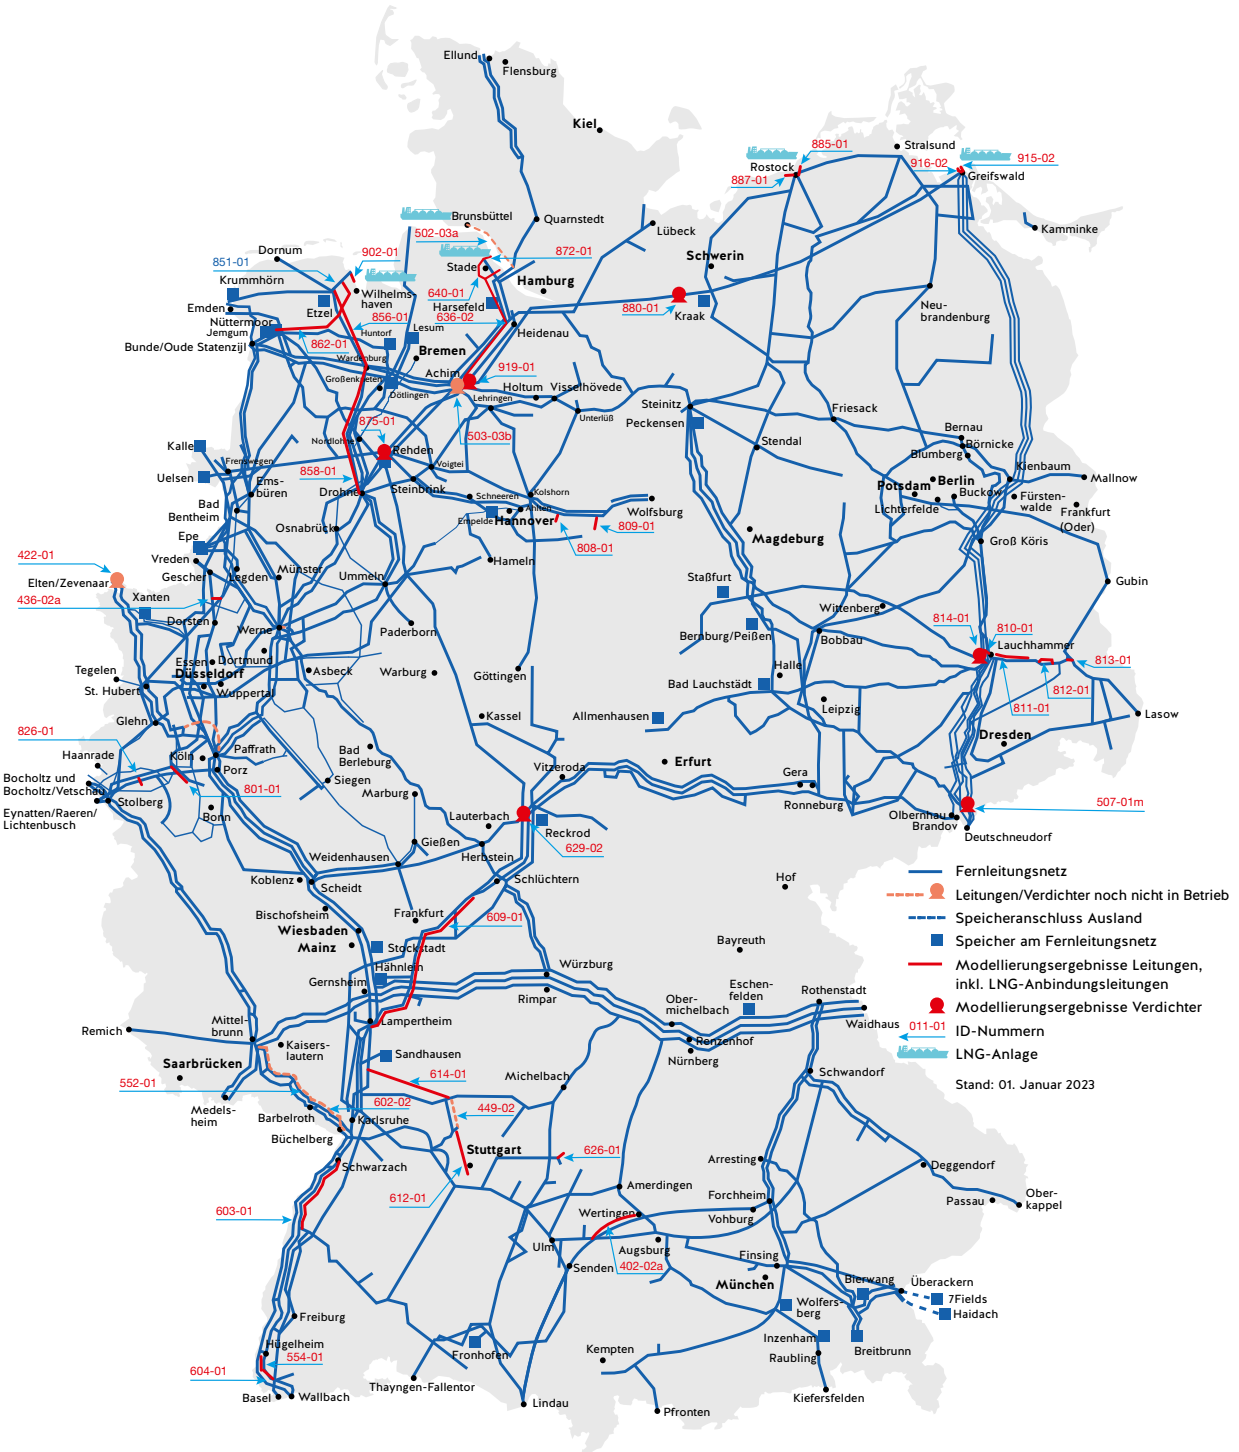 Ellund
Flensburg
Kiel
885-01
Stralsund
Rostock
887-01
916-02
915-02
Greifswald
Brunsbüttel
502-03a
Quarnstedt
Lübeck
Kamminke
Dornum
902-01
851-01
872-01
Stade
Schwerin
Krummhörn
Hamburg
Wilhelms-
haven
640-01
Emden
Etzel
Harsefeld
880-01
Kraak
Neu-
brandenburg
Nüttermoor
Jemgum
856-01
636-02
Heidenau
Bunde/Oude Statenzijl
862-01
Huntorf
Lesum
Bremen
Wardenburg
Achim
919-01
Großenkneten
Dötlingen
Lehringen
Holtum
Visselhövede
Unterlüß
Steinitz
Peckensen
Friesack
875-01
503-03b
Nordlohne
Rehden
Stendal
Bernau
Börnicke
Blumberg
Kalle
Frenswegen
Voigtei
858-01
Uelsen
Ems-
büren
Drohne
Steinbrink
Kienbaum
Mallnow
Potsdam
Berlin
Buckow
Fürsten-
walde
Lichterfelde
Frankfurt
(Oder)
Schneeren
Kolshorn
Ahlten
Empelde
Hannover
Wolfsburg
809-01
808-01
Bad
Bentheim
Osnabrück
Magdeburg
Groß Köris
Epe
Vreden
Hameln
422-01
Gescher
Legden
Münster
Ummeln
Elten/Zevenaar
Staßfurt
Gubin
436-02a
Xanten
Wittenberg
Dorsten
Werne
Paderborn
Bernburg/Peißen
Bobbau
814-01
810-01
Lauchhammer
813-01
Tegelen
Essen
Dortmund
Düsseldorf
Asbeck
Warburg
Göttingen
Halle
Bad Lauchstädt
812-01
St. Hubert
Wuppertal
Leipzig
811-01
Lasow
Glehn
Kassel
Allmenhausen
826-01
Dresden
Haanrade
Köln
Paffrath
Bad
Berleburg
Bocholtz und
Bocholtz/Vetschau
Porz
Siegen
Vitzeroda
Erfurt
Gera
Ronneburg
801-01
Marburg
Stolberg
Eynatten/Raeren/
Lichtenbusch
Bonn
507-01m
Lauterbach
Reckrod
Olbernhau
Brandov
Deutschneudorf
Gießen
629-02
Weidenhausen
Herbstein
Koblenz
Scheidt
Schlüchtern
Hof
Fernleitungsnetz
Leitungen/Verdichter noch nicht in Betrieb
Bischofsheim
Frankfurt
609-01
Speicheranschluss Ausland
Wiesbaden
Mainz
Stockstadt
Bayreuth
Speicher am Fernleitungsnetz
Hähnlein
Gernsheim
Würzburg
Modellierungsergebnisse Leitungen,
inkl. LNG-Anbindungsleitungen
Rimpar
Eschen-
felden
Rothenstadt
Ober-
michelbach
Modellierungsergebnisse Verdichter
Mittel-
brunn
Lampertheim
Waidhaus
011-01
ID-Nummern
Remich
Kaisers-
lautern
Renzenhof
Nürnberg
LNG-Anlage
Saarbrücken
Sandhausen
Michelbach
Schwandorf
Stand: 01. Januar 2023
552-01
614-01
Medels-
heim
602-02
449-02
Barbelroth
Karlsruhe
Büchelberg
Stuttgart
626-01
Schwarzach
Arresting
Deggendorf
612-01
Amerdingen
Forchheim
Passau
Ober-
kappel
603-01
Wertingen
Vohburg
Ulm
Augsburg
Finsing
Senden
402-02a
München
Bierwang
Überackern
7Fields
Haidach
Wolfers-
berg
Freiburg
Inzenham
Breitbrunn
Hügelheim
554-01
Fronhofen
Kempten
Raubling
604-01
Thayngen-Fallentor
Basel
Wallbach
Lindau
Pfronten
Kiefersfelden